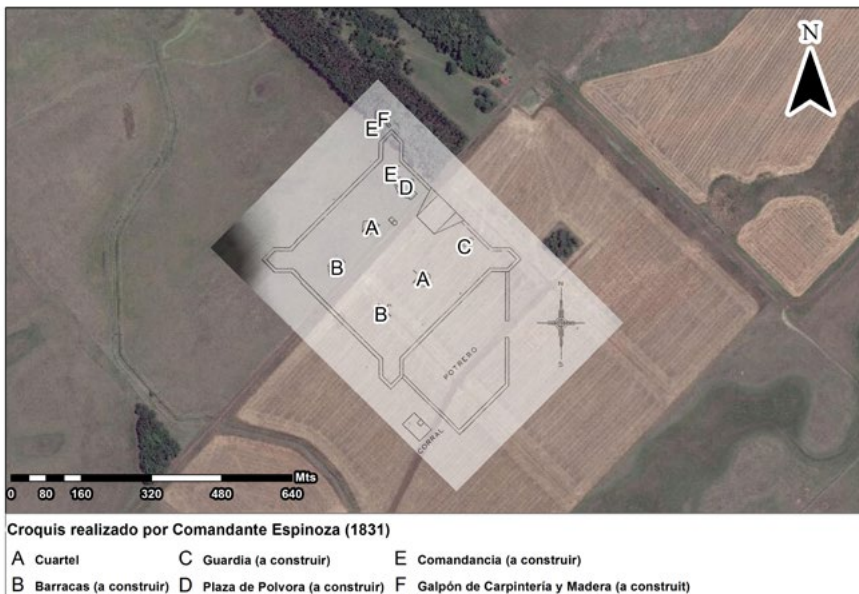 N
E F
E D
A B
C
B A
B
N
POTRERO
S
CORRAL
Mts
0 80 160 320 480 640
Croquis realizado por Comandante Espinoza (1831)
A Cuartel C Guardia (a construir) E Comandancia (a construir)
B Barracas (a construir) D Plaza de Polvora (a construir) F Galpón de Carpintería y Madera (a construit)